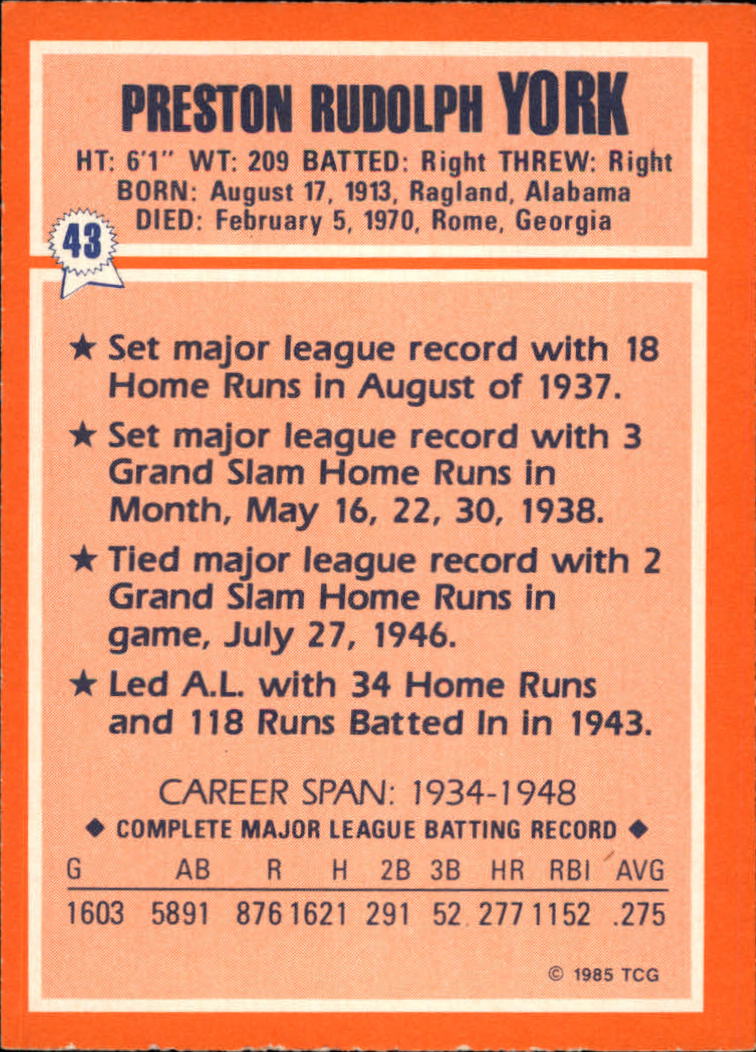 PRESTON RUDOLPH YORK
HT: 6'1" WT: 209 BATTED: Right THREW: Right
BORN: August 17, 1913, Ragland, Alabama
DIED: February 5, 1970, Rome, Georgia
43
★ Set major league record with 18
Home Runs in August of 1937.
★ Set major league record with 3
Grand Slam Home Runs in
Month, May 16, 22, 30, 1938.
★ Tied major league record with 2
Grand Slam Home Runs in
game, July 27, 1946.
★ Led A.L. with 34 Home Runs
and 118 Runs Batted In in 1943.
CAREER SPAN: 1934-1948
◆ COMPLETE MAJOR LEAGUE BATTING RECORD ◆
G AB R H 2B 3B HR RBI AVG
1603 5891 876 1621 291 52 277 1152 .275
© 1985 TCG